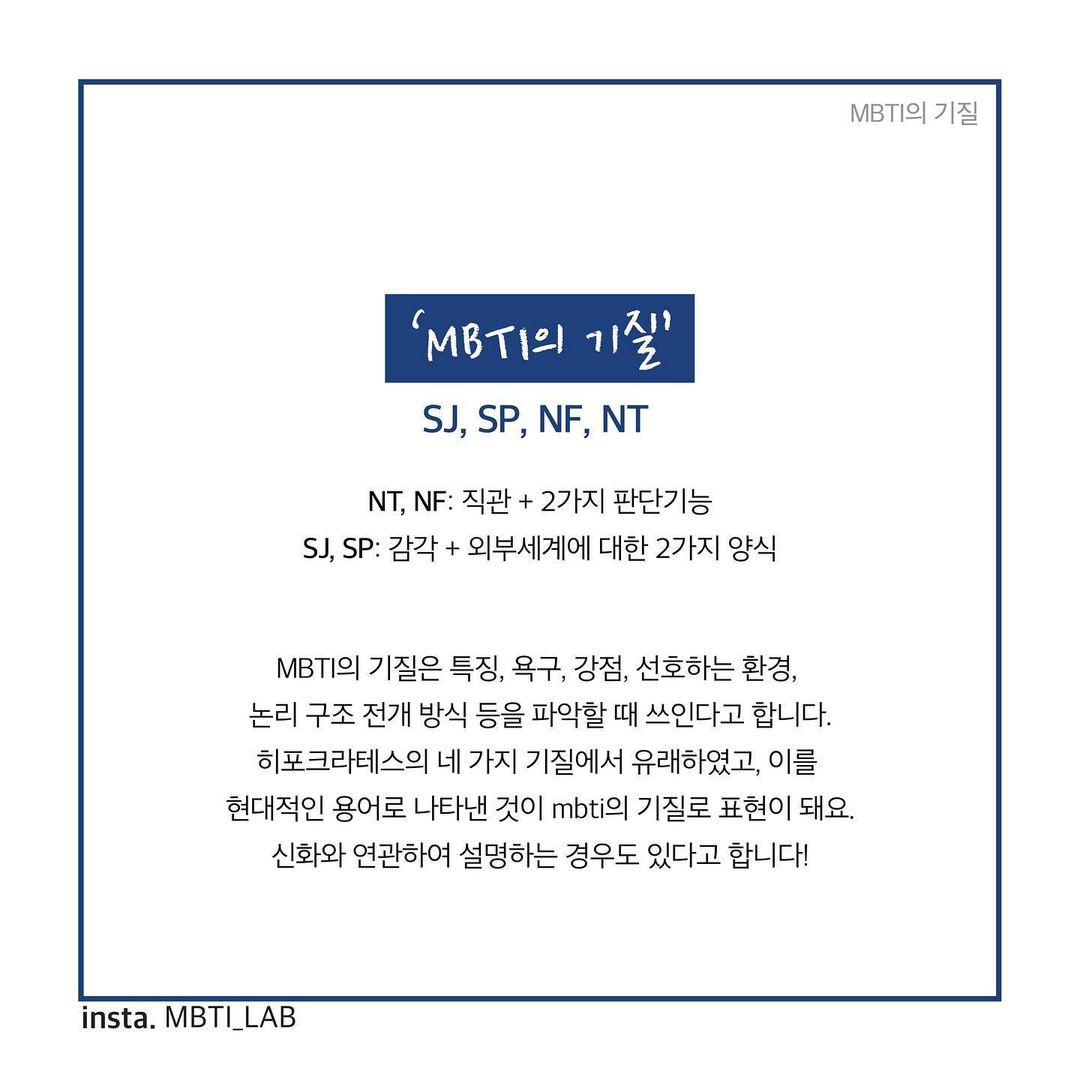 MBTI의 기질
‘MBTI의 기질’
SJ, SP, NF, NT
NT, NF: 직관 + 2가지 판단기능
SJ, SP: 감각 + 외부세계에 대한 2가지 양식
MBTI의 기질은 특징, 욕구, 강점, 선호하는 환경,
논리 구조 전개 방식 등을 파악할 때 쓰인다고 합니다.
히포크라테스의 네 가지 기질에서 유래하였고, 이를
현대적인 용어로 나타낸 것이 mbti의 기질로 표현이 돼요.
신화와 연관하여 설명하는 경우도 있다고 합니다!
insta. MBTI_LAB